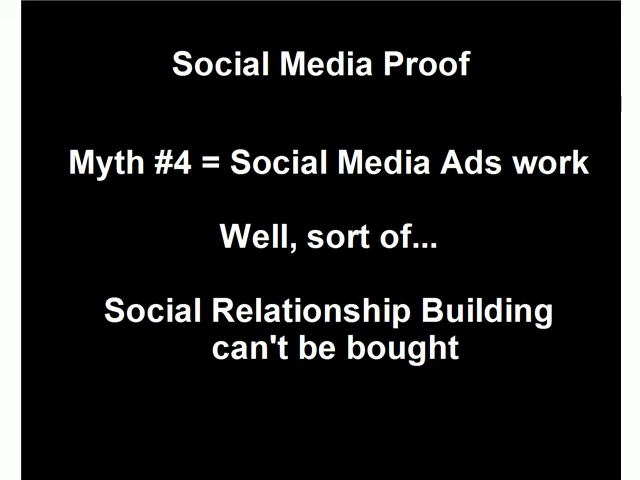 Social Media Proof
Myth #4 = Social Media Ads work
Well, sort of...
Social Relationship Building
can't be bought